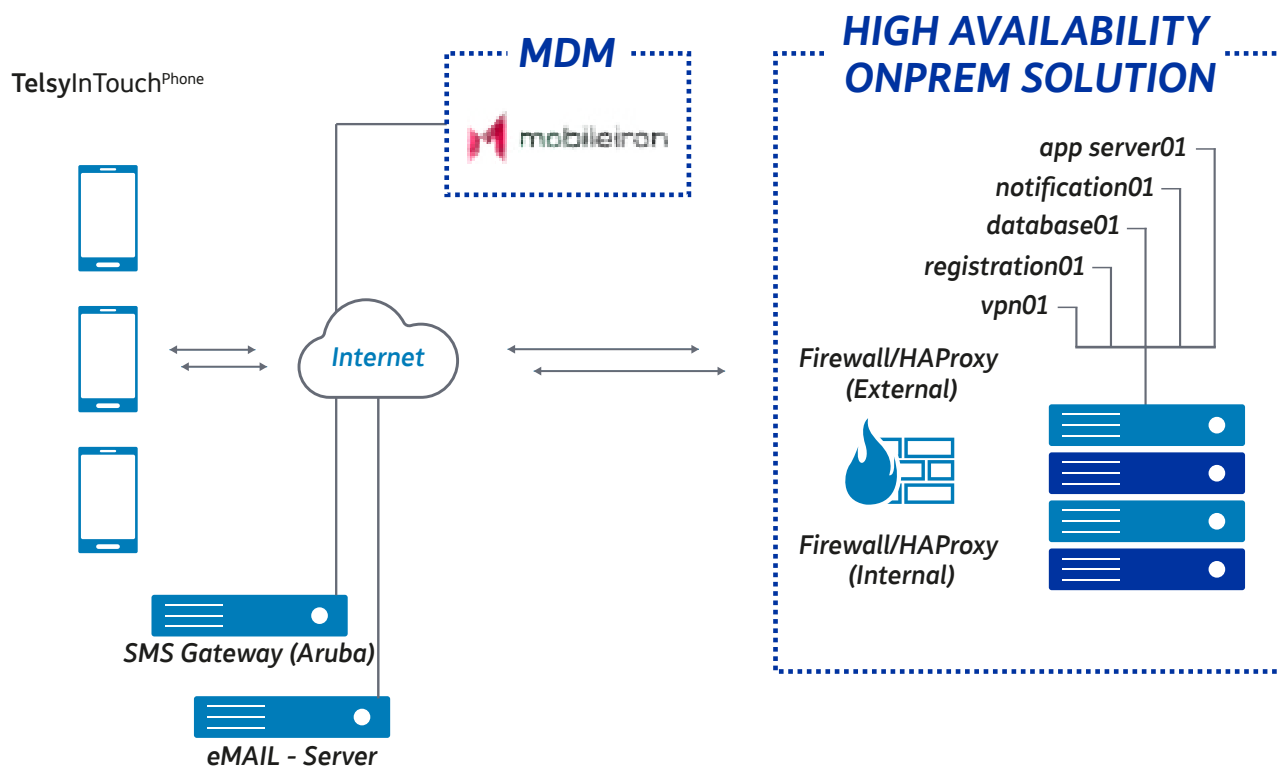 TelsyInTouchPhone
MDM
mobileiron
HIGH AVAILABILITY
ONPREM SOLUTION
app server01
notification01
database01
registration01
vpn01
Internet
Firewall/HAProxy
(External)
Firewall/HAProxy
(Internal)
SMS Gateway (Aruba)
eMAIL - Server